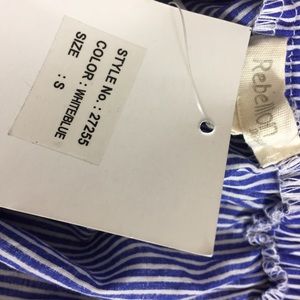 STYLE No. : 27255
COLOR : WHITEBLUE
SIZE : S
Rebellion